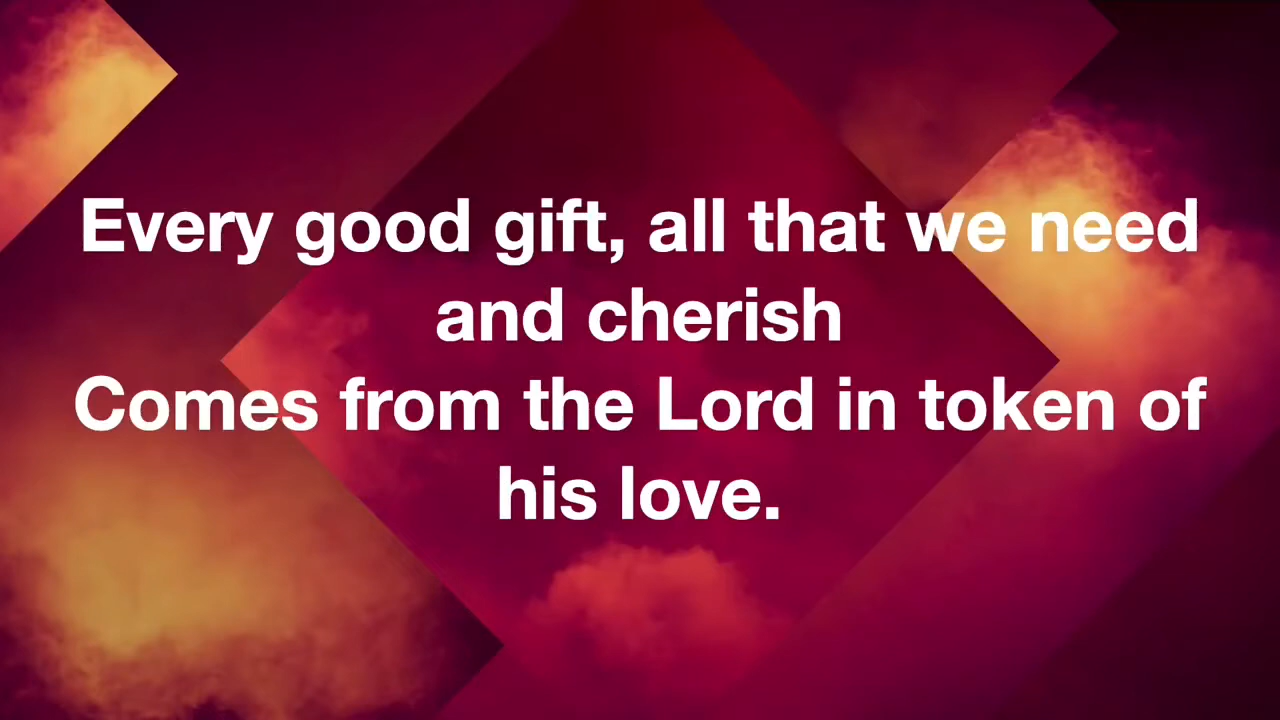 Every good gift, all that we need
and cherish
Comes from the Lord in token of
his love.